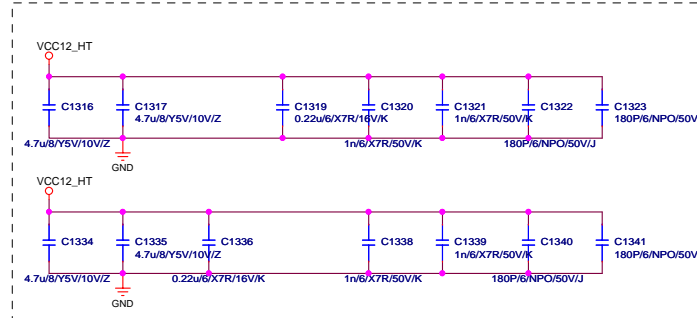 VCC12_HT
C1316
C1317
C1319
C1320
C1321
C1322
C1323
4.7u/8/Y5V/10V/Z
0.22u/6/X7R/16V/K
1n/6/X7R/50V/K
180P/6/NPO/50V
4.7u/8/Y5V/10V/Z
1n/6/X7R/50V/K
180P/6/NPO/50V/J
GND
VCC12_HT
C1334
C1335
C1336
C1338
C1339
C1340
C1341
4.7u/8/Y5V/10V/Z
1n/6/X7R/50V/K
180P/6/NPO/50V
4.7u/8/Y5V/10V/Z
0.22u/6/X7R/16V/K
1n/6/X7R/50V/K
180P/6/NPO/50V/J
GND